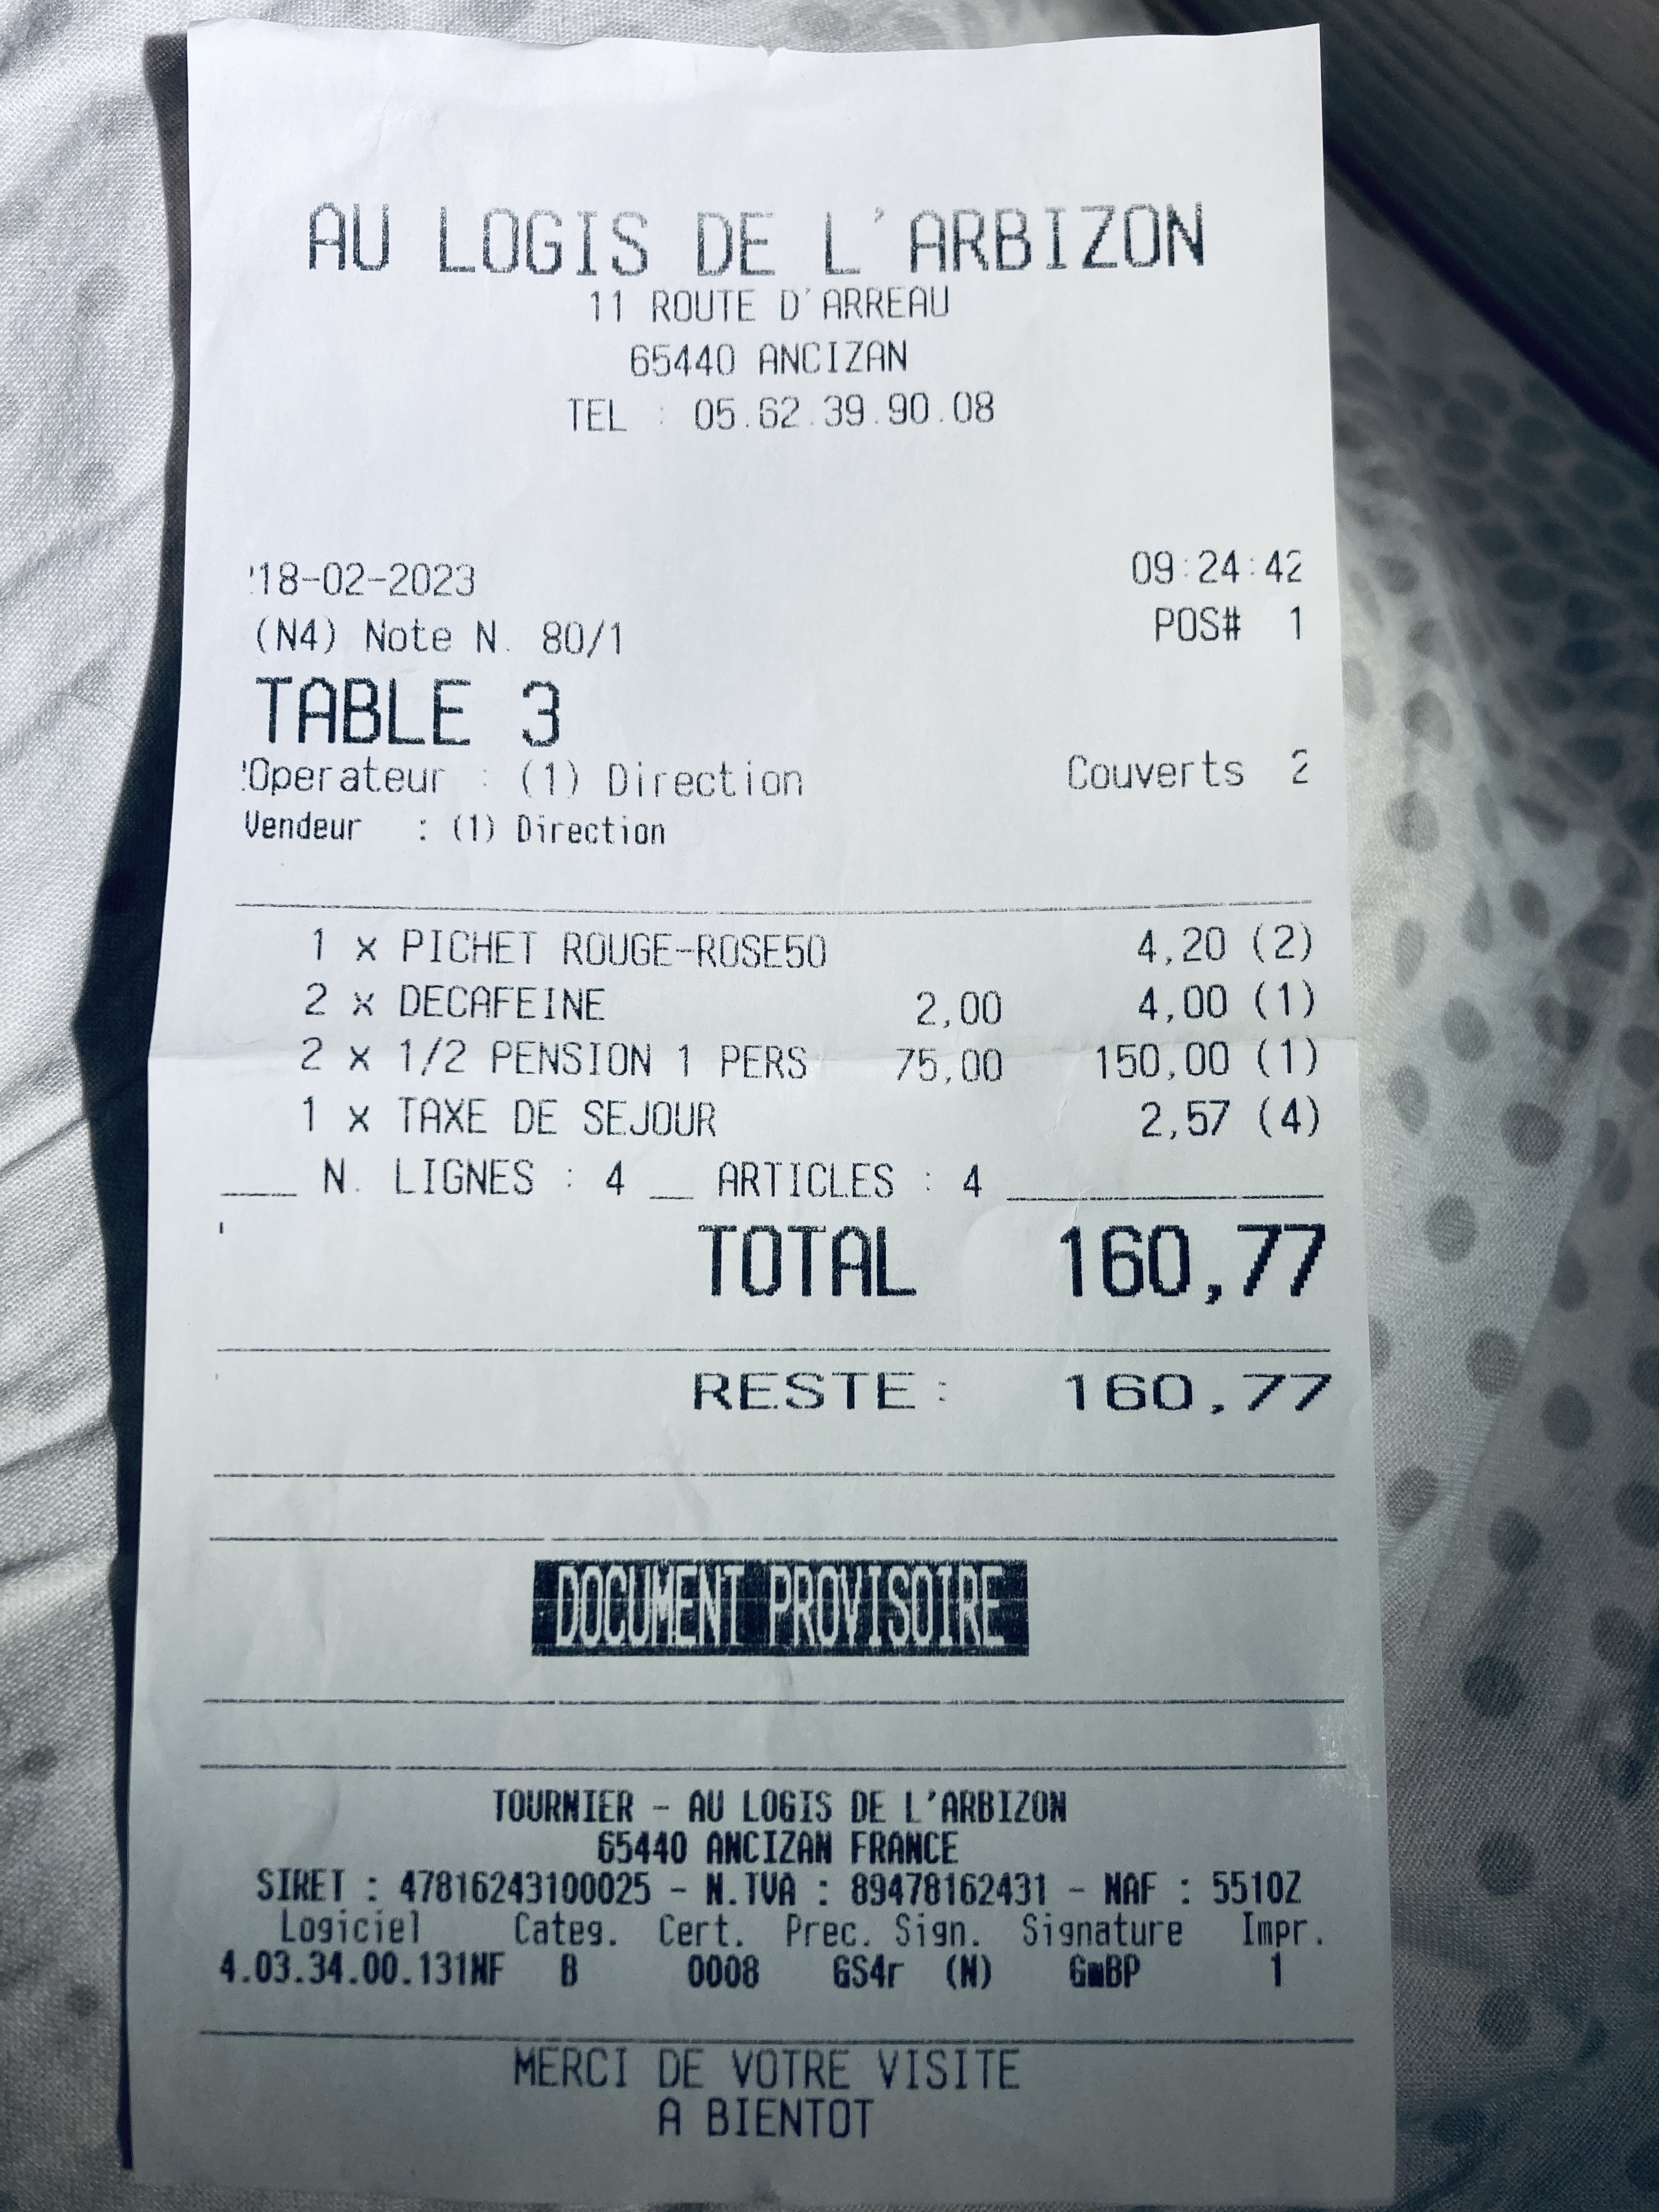 AU LOGIS DE L'ARBIZON
11 ROUTE D'ARREAU
65440 ANCIZAN
TEL : 05.62.39.90.08
18-02-2023 09:24:42
(N4) Note N. 80/1 POS# 1
TABLE 3
Operateur : (1) Direction Couverts 2
Vendeur : (1) Direction
1 x PICHET ROUGE-ROSE50 4,20 (2)
2 x DECAFEINE 2,00 4,00 (1)
2 x 1/2 PENSION 1 PERS 75,00 150,00 (1)
1 x TAXE DE SEJOUR 2,57 (4)
N. LIGNES : 4 ARTICLES : 4
TOTAL 160,77
RESTE: 160,77
DOCUMENT PROVISOIRE
TOURNIER - AU LOGIS DE L'ARBIZON
65440 ANCIZAN FRANCE
SIRET : 47816243100025 - N.TVA : 89478162431 - NAF : 5510Z
Logiciel Categ. Cert. Prec. Sign. Signature Impr.
4.03.34.00.131NF B 0008 GS4r (N) GmBP 1
MERCI DE VOTRE VISITE
A BIENTOT